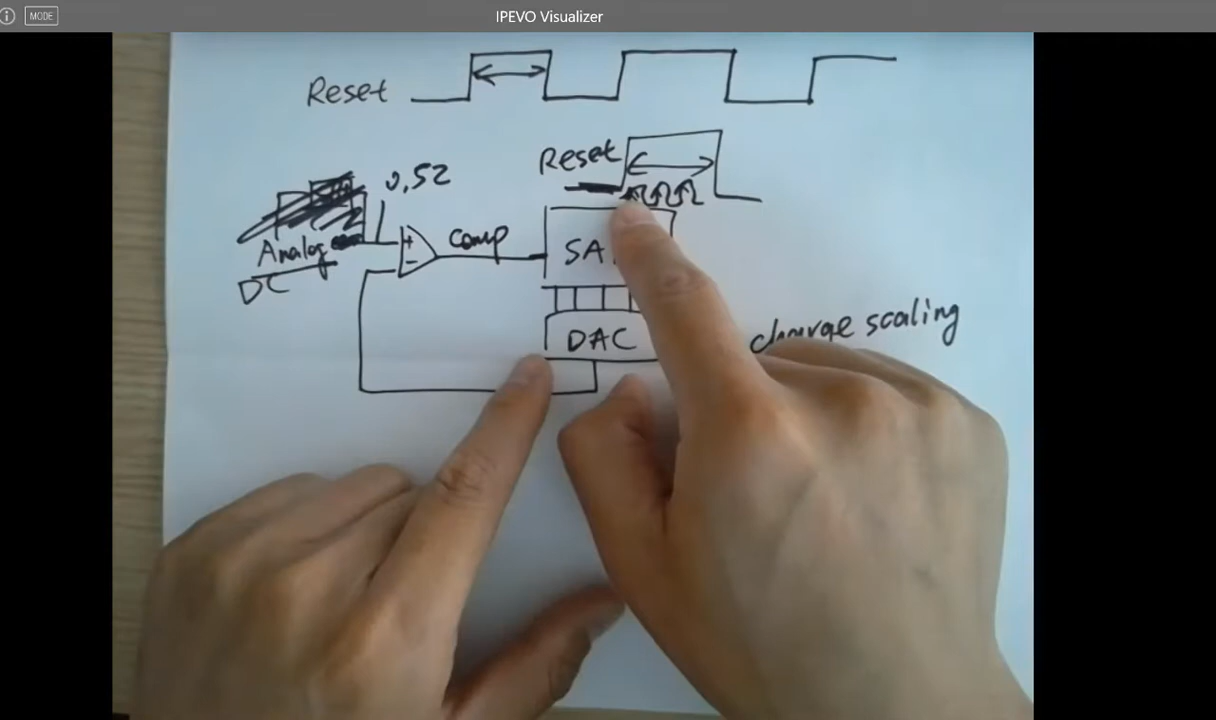 MODE
IPEVO Visualizer
Reset
Reset
0.52
Analog
DC
+
-
comp
SA
DAC
charge scaling